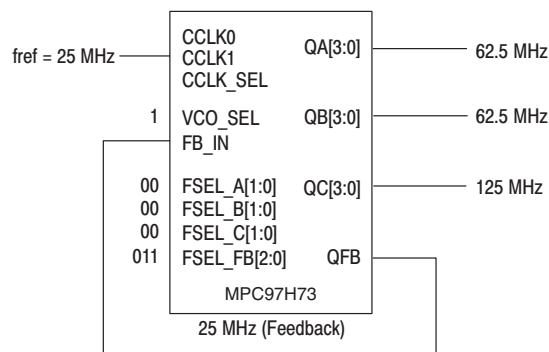 fref = 25 MHz
CCLK0
CCLK1
CCLK_SEL
1 VCO_SEL
FB_IN
00 FSEL_A[1:0]
00 FSEL_B[1:0]
00 FSEL_C[1:0]
011 FSEL_FB[2:0]
QA[3:0] 62.5 MHz
QB[3:0] 62.5 MHz
QC[3:0] 125 MHz
QFB
MPC97H73
25 MHz (Feedback)